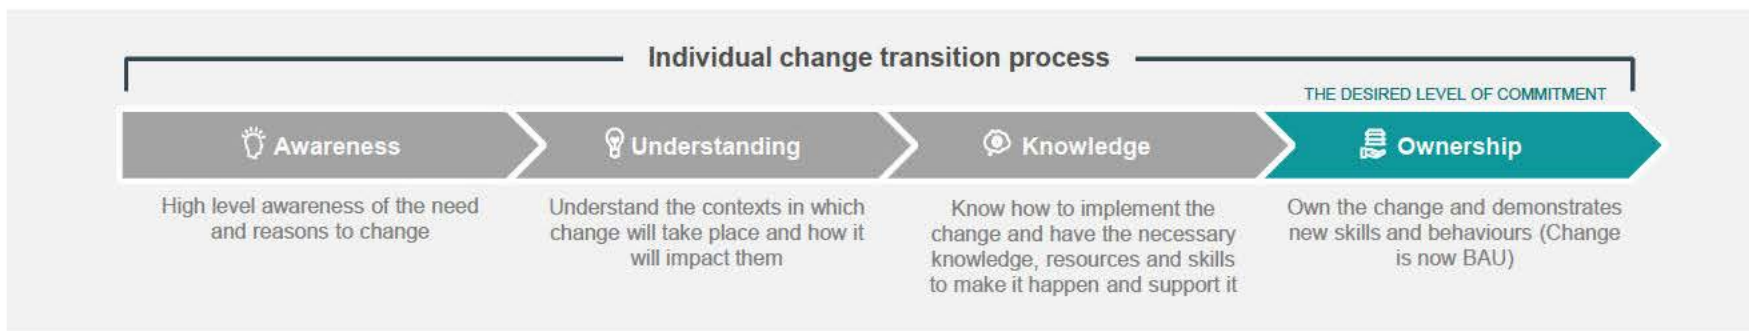 Individual change transition process
THE DESIRED LEVEL OF COMMITMENT
Awareness
Understanding
Knowledge
Ownership
High level awareness of the need
and reasons to change
Understand the contexts in which
change will take place and how it
will impact them
Know how to implement the
change and have the necessary
knowledge, resources and skills
to make it happen and support it
Own the change and demonstrates
new skills and behaviours (Change
is now BAU)